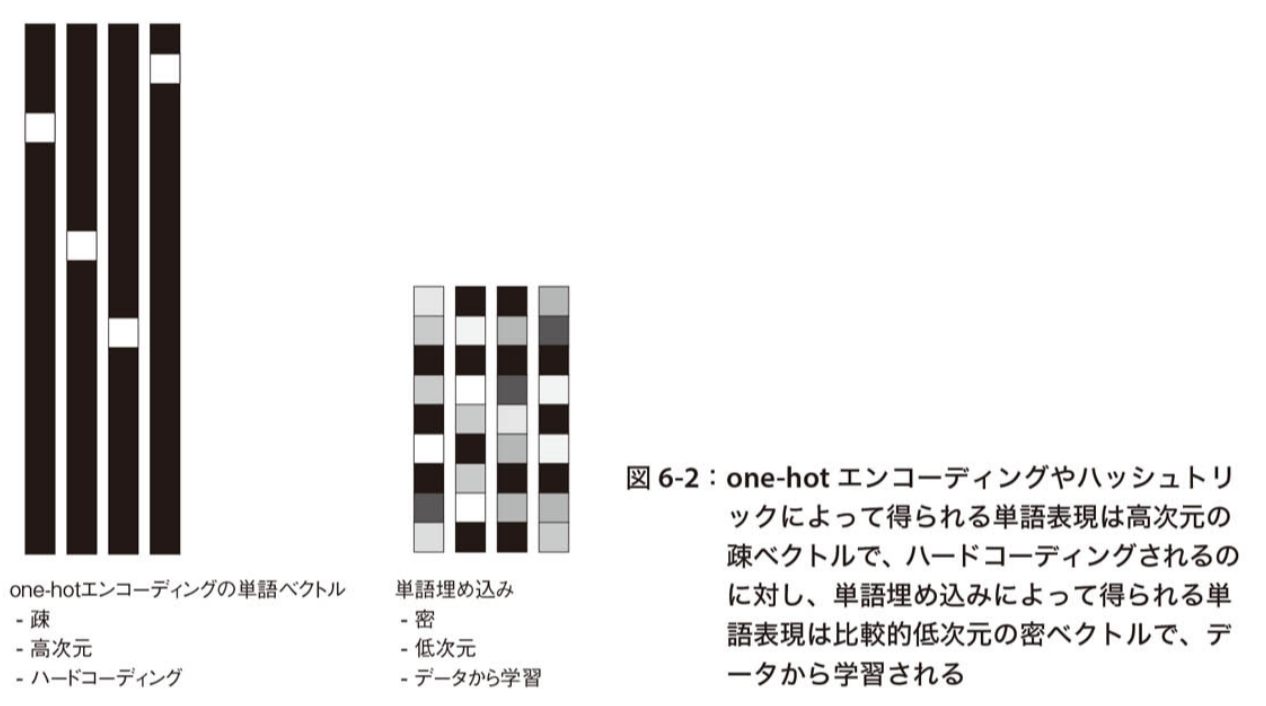 one-hotエンコーディングの単語ベクトル
- 疎
- 高次元
- ハードコーディング
単語埋め込み
- 密
- 低次元
- データから学習
図 6-2：one-hot エンコーディングやハッシュトリ
ックによって得られる単語表現は高次元の
疎ベクトルで、ハードコーディングされるの
に対し、単語埋め込みによって得られる単
語表現は比較的低次元の密ベクトルで、デ
ータから学習される